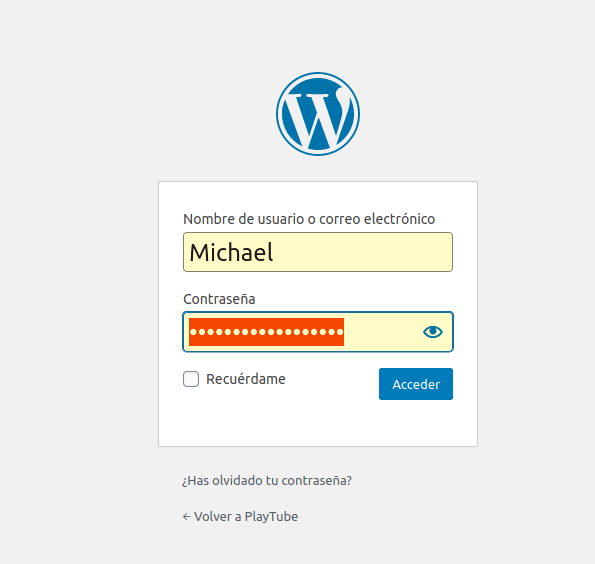 Nombre de usuario o correo electrónico
Michael
Contraseña
••••••••••••••••••
Recuérdame
Acceder
¿Has olvidado tu contraseña?
← Volver a PlayTube